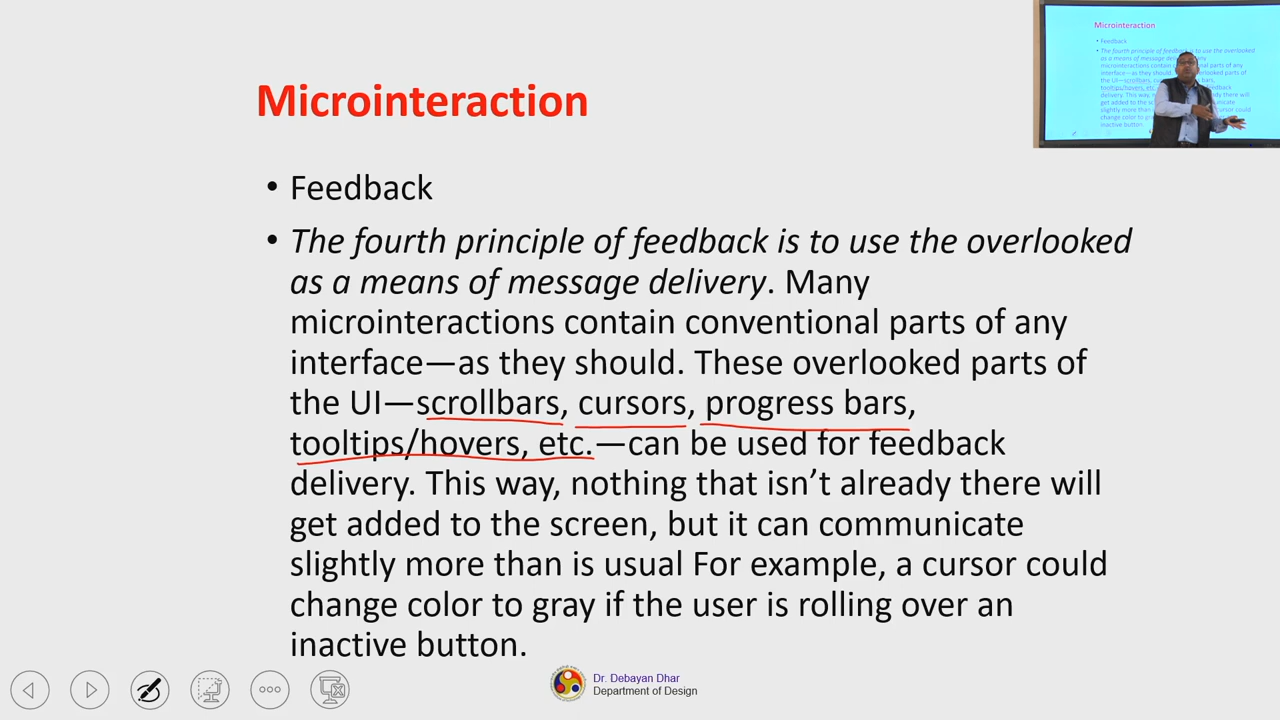 Microinteraction
• Feedback
• The fourth principle of feedback is to use the overlooked
as a means of message delivery. Many
microinteractions contain conventional parts of any
interface—as they should. These overlooked parts of
the UI—scrollbars, cursors, progress bars,
tooltips/hovers, etc.—can be used for feedback
delivery. This way, nothing that isn’t already there will
get added to the screen, but it can communicate
slightly more than is usual For example, a cursor could
change color to gray if the user is rolling over an
inactive button.
Dr. Debayan Dhar
Department of Design
Microinteraction
• Feedback